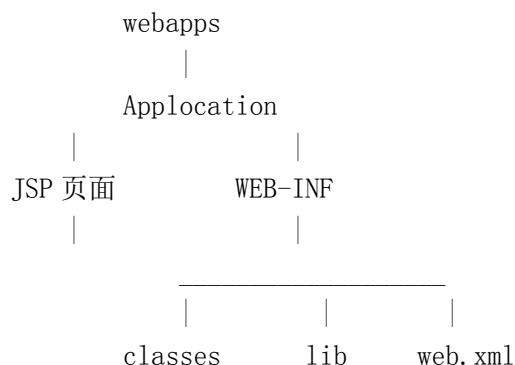 webapps
Applocation
JSP 页面 WEB-INF
classes lib web.xml